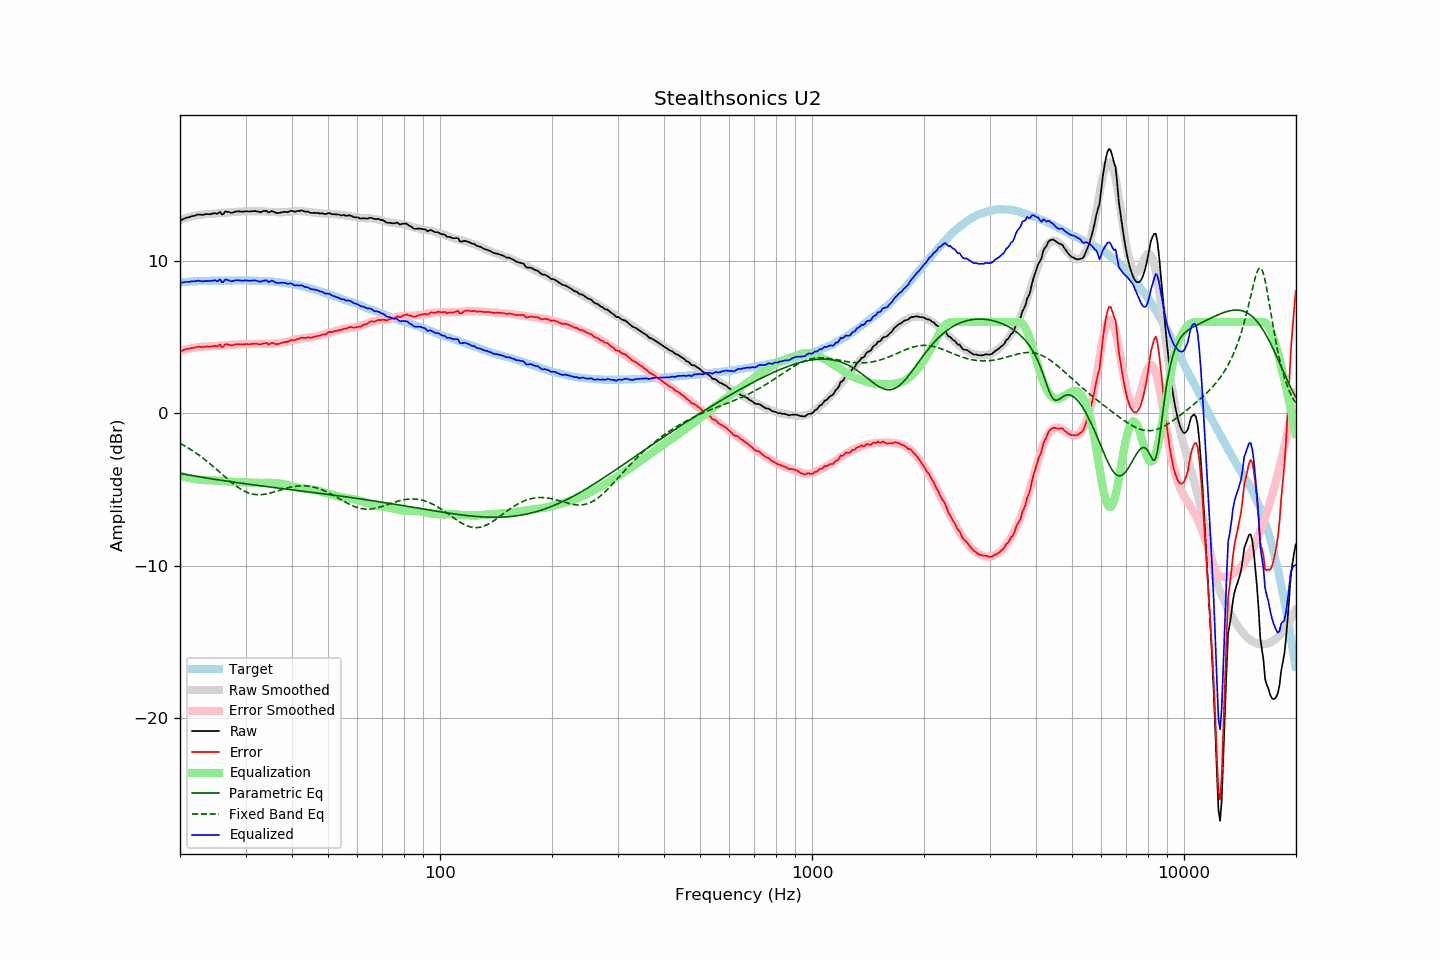 Stealthsonics U2
Amplitude (dBr)
10
0
−10
−20
Target
Raw Smoothed
Error Smoothed
Raw
Error
Equalization
Parametric Eq
Fixed Band Eq
Equalized
100
1000
10000
Frequency (Hz)